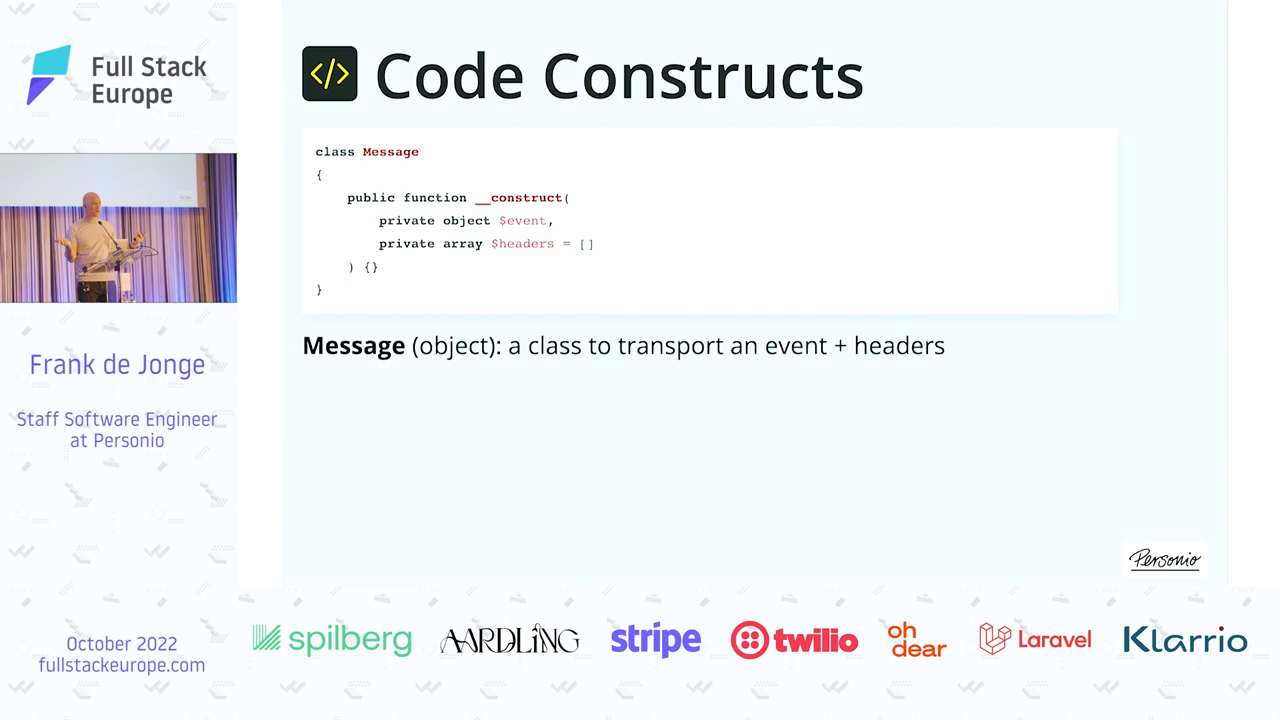 Full Stack
Europe
Frank de Jonge
Staff Software Engineer
at Personio
October 2022
fullstackeurope.com
</> Code Constructs
class Message
{
public function __construct(
private object $event,
private array $headers = []
) {}
}
Message (object): a class to transport an event + headers
Personio
spilberg
AARDLING
stripe
twilio
oh
dear
Laravel
Klarrio